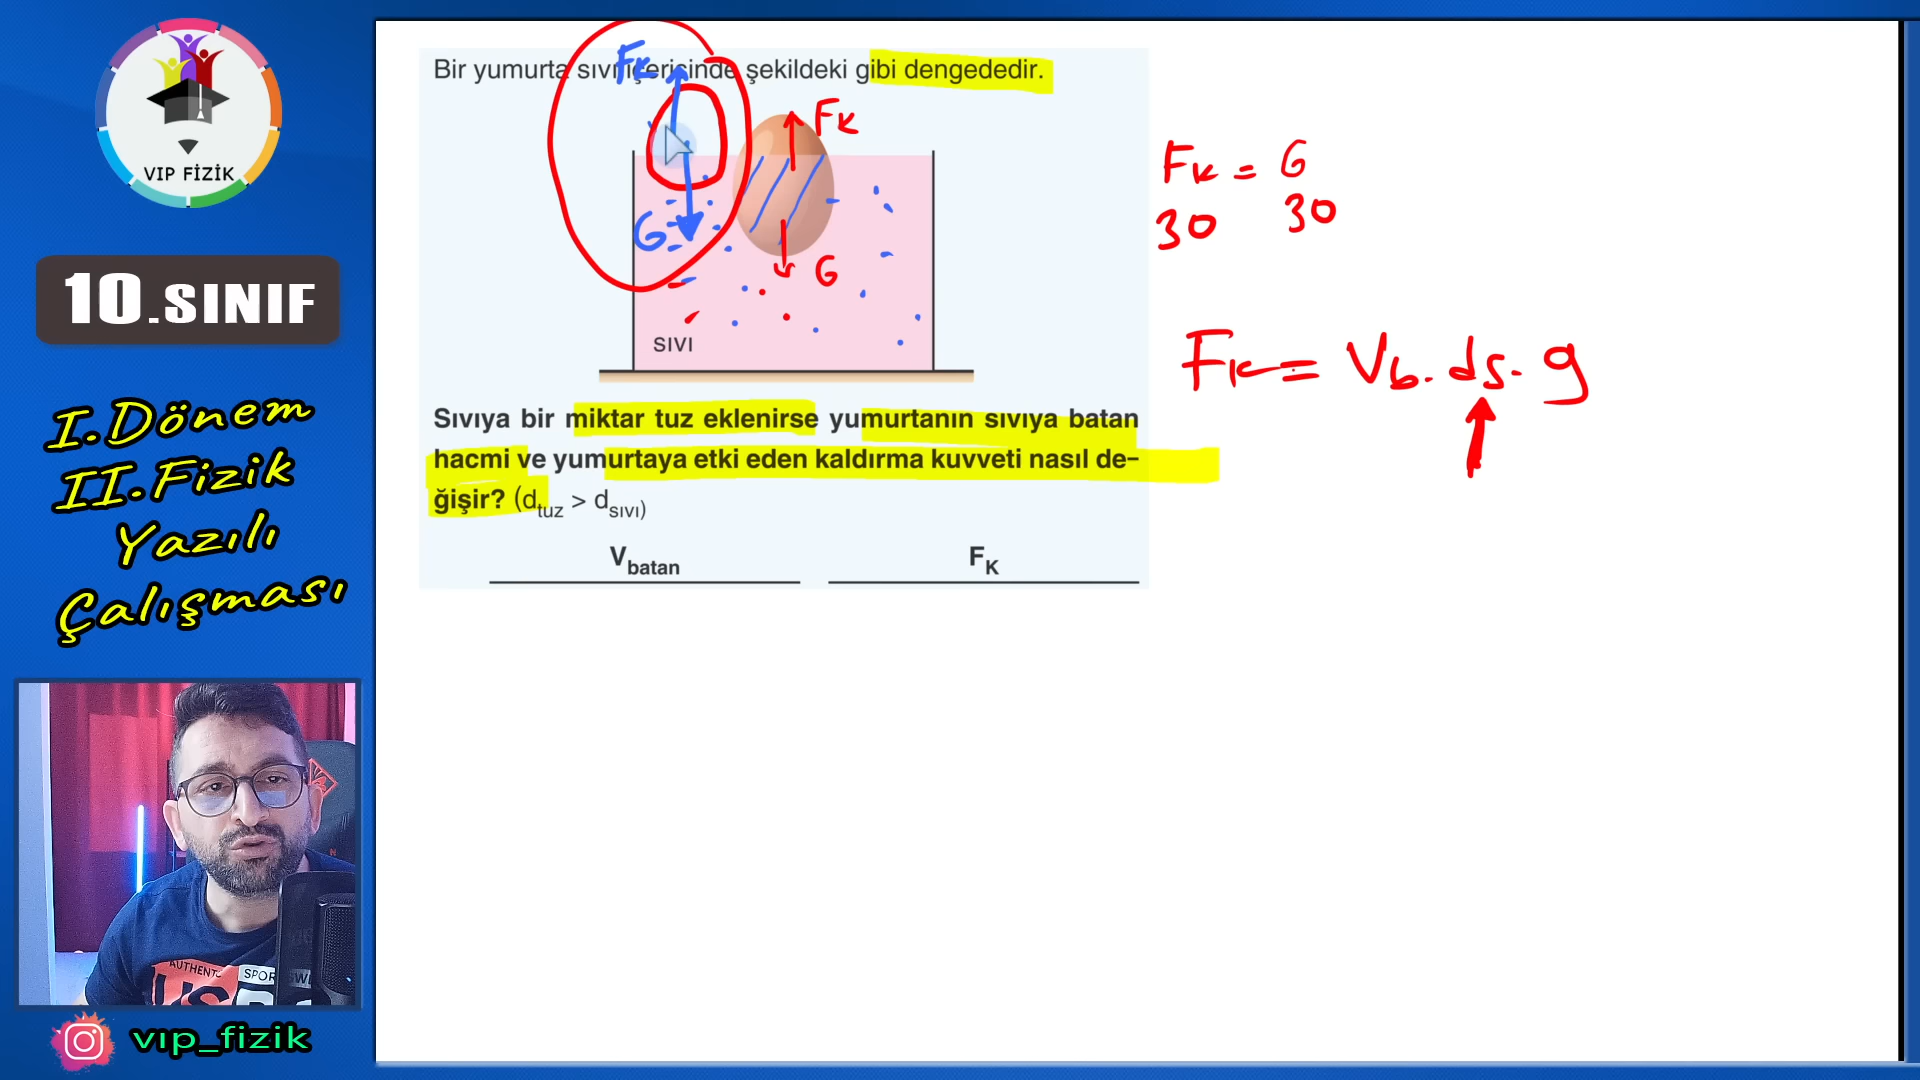 VIP FİZİK
10.SINIF
I.Dönem
II.Fizik
Yazılı
Çalışması
vıp_fizik
Bir yumurta sıvı içerisinde şekildeki gibi dengededir.
FK
FK
G
G
SIVI
Sıvıya bir miktar tuz eklenirse yumurtanın sıvıya batan
hacmi ve yumurtaya etki eden kaldırma kuvveti nasıl de-
ğişir? (dtuz > dsıvı)
Vbatan FK
FK = G
30 30
FK = Vb. ds. g
AUTHENTC
SPOR